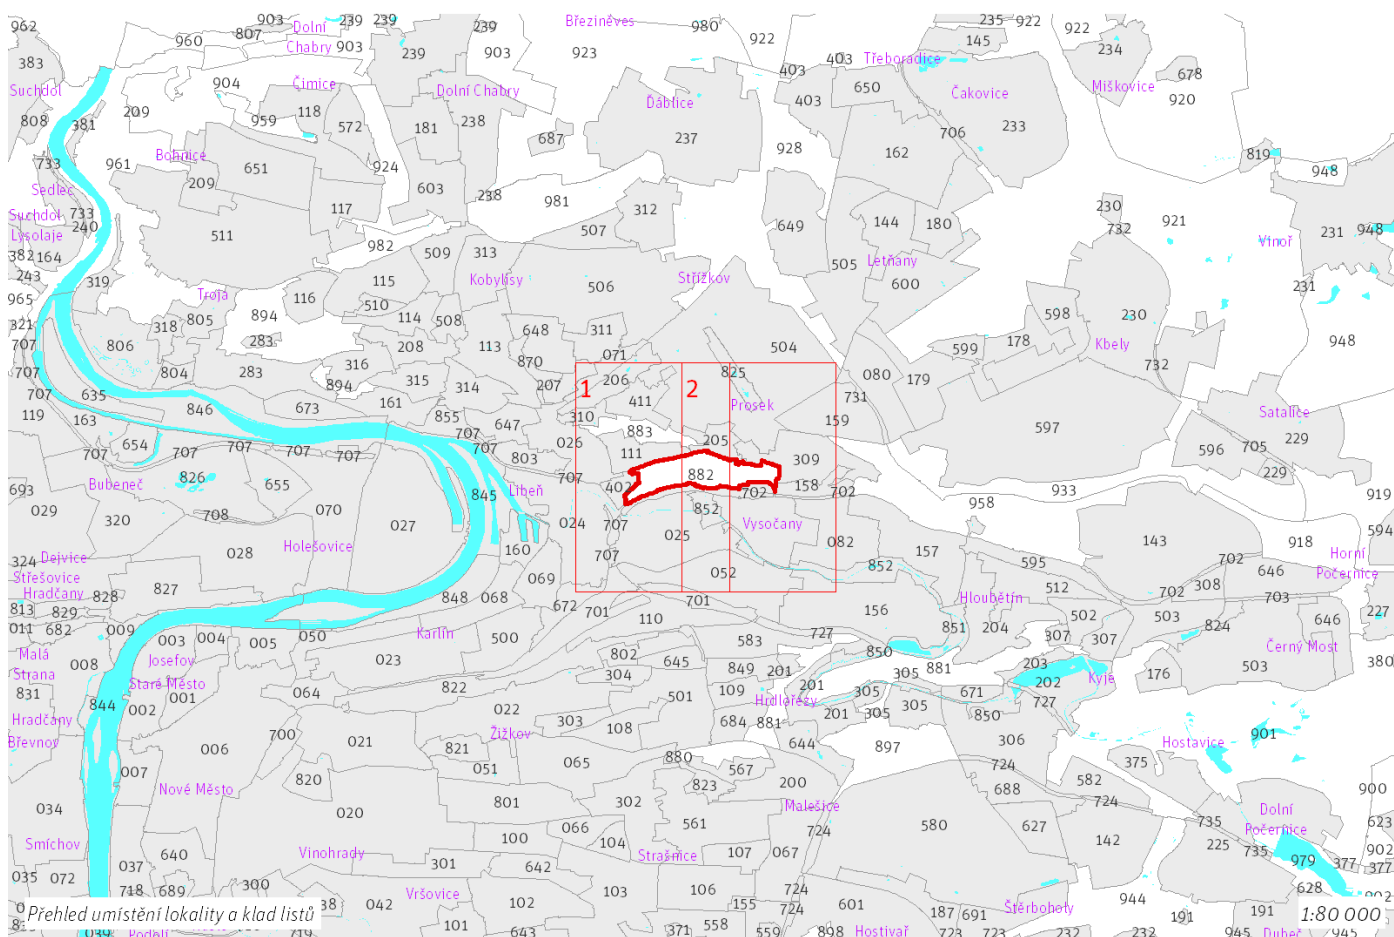 962 960 807 903 Dolní 239 239 239 Březiněves 980 922 235 922 922
Chabry 903 239 903 923 403 403 Třeboradice 145 234
383 Suchdol 904 Čimice Dolní Chabry Ďáblice 403 650 Čakovice Miškovice 678 920
808 381 209 959 118 572 181 238 687 237 928 706 233
733 961 Bohnice 651 924 162 819 948
Sedlec 209 603 238 981
Suchdol 733 117 312 144 180 230 921
Lysolaje 240 511 982 507 649 732 Vinoř 231 948
382 164 509 313 Letňany
243 319 115 Kobylisy 506 Střížkov 505 600 231
965 Troja 116 510
321 318 805 894 114 508 598 230
707 806 283 208 113 648 311 504 599 178 Kbely 948
707 804 283 316 870 071 825 080 179 732
707 635 894 315 314 207 1 206 2
119 163 846 673 161 855 647 310 411 Prosek 731 159 Satalice
654 707 026 883 205 597 596 705 229
707 707 707 707 707 803 111 309 229
693 Bubeneč 826 655 845 Libeň 707 402 882 702 158 702 933 919
029 320 708 070 027 024 707 852 Vysočany 958 594
028 Holešovice 160 025 082 157 143 918 Horní
324 Dejvice 707 852 595 702 Počernice
Střešovice 827 069 052 512 308 646
Hradčany 828 848 068 701 702 703
813 829 672 701 110 156 Hloubětín 502 503 646 227
011 682 009 003 004 005 050 Karlín 500 727 851 204 307 307 824
Malá 008 Josefov 023 802 583 850 Černý Most
Strana 645 849 201 305 881 203 176 503 380
831 Staré Město 064 822 304 201 202 Kyje
844 002 001 501 109 Hrdlořezy 305 305 671
Hradčany 022 303 108 684 881 201 305 850 727
Břevnov 006 700 021 821 Žižkov 644 897 306 Hostavice 901
007 051 065 880 567 724 375
Nové Město 820 823 200 688 582 900
034 020 801 302 Malešice 724 Dolní
066 561 724 580 627 735 Počernice 623
Smíchov 100 104 142 225 735
640 Vinohrady 301 642 Strašnice 107 067 979 377 902
035 072 037 377
718 689 300 Vršovice 103 106 724 628
042 102 155 724 601 187 691 Štěrboholy 944 191 191
Přehled umístění lokality a klad listů 1:80 000
039 Podolí 719 101 643 371 558 559 898 Hostivař 723 723 232 232 945 Dubeč 945